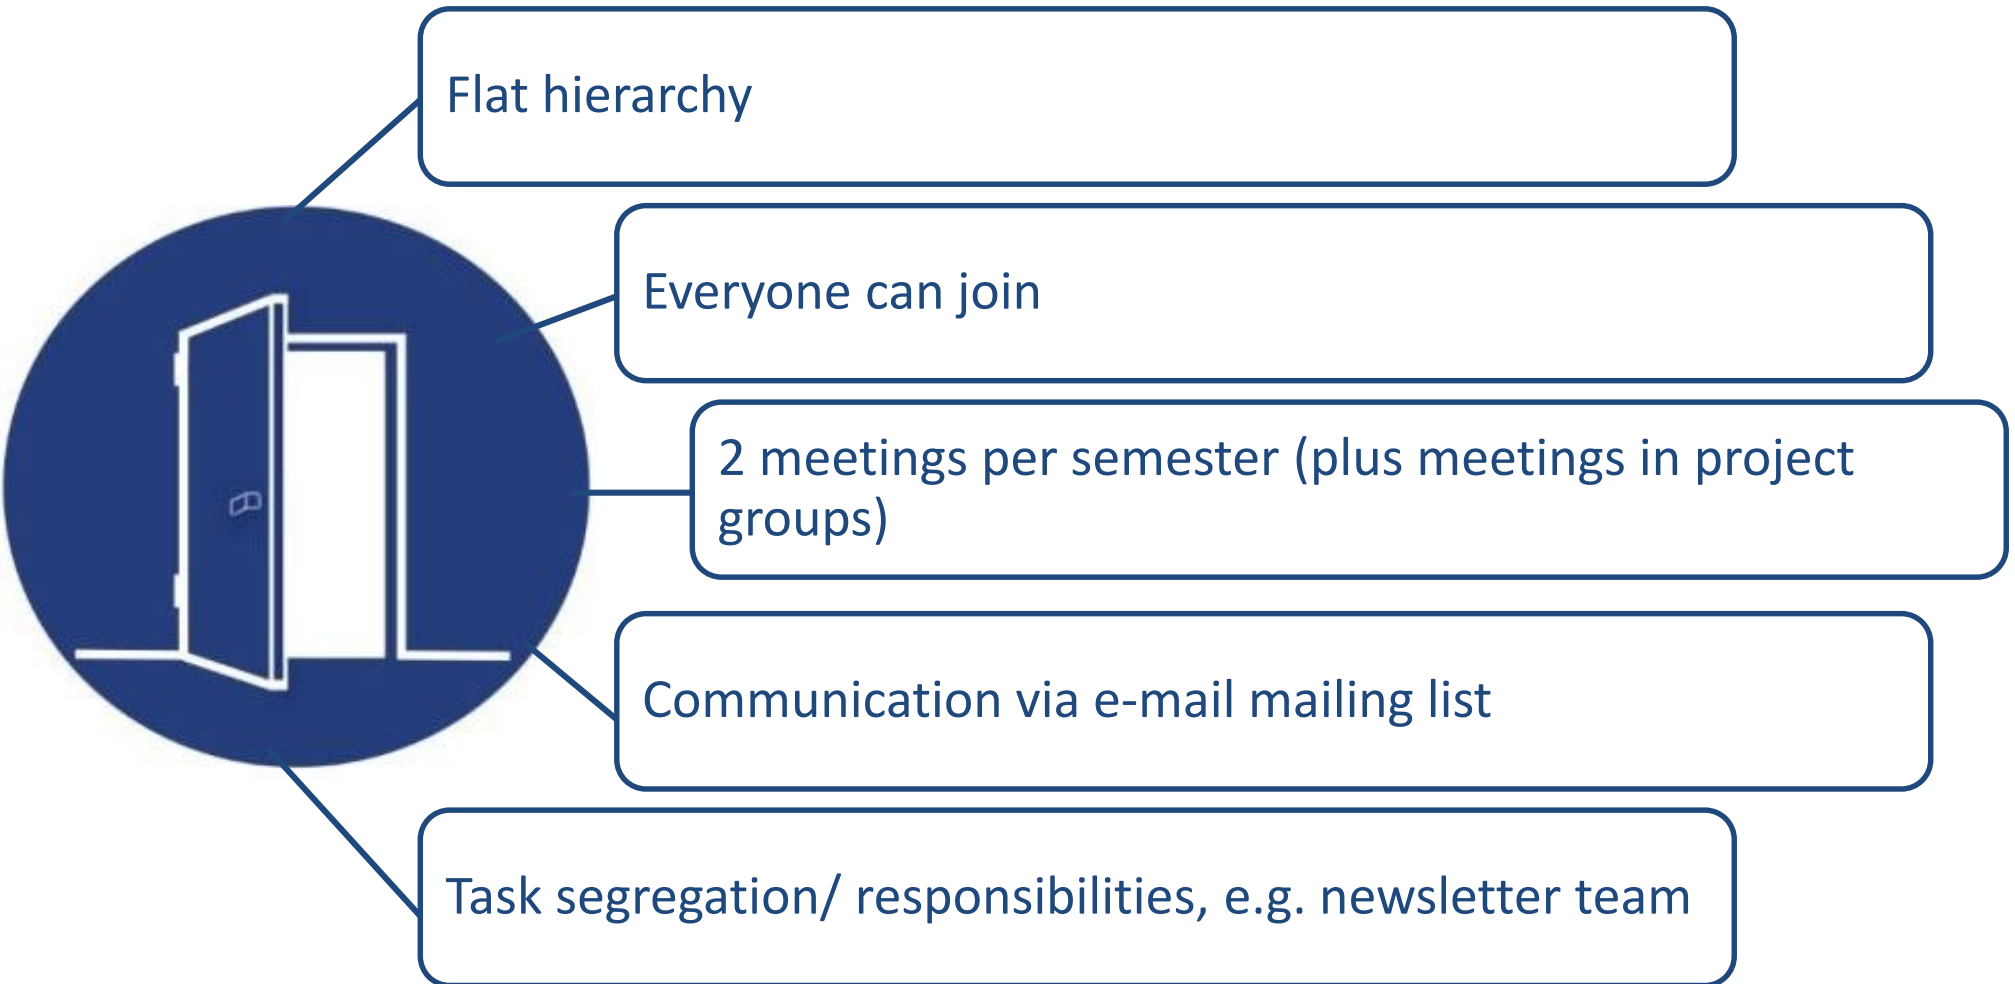 Flat hierarchy
Everyone can join
2 meetings per semester (plus meetings in project
groups)
Communication via e-mail mailing list
Task segregation/ responsibilities, e.g. newsletter team